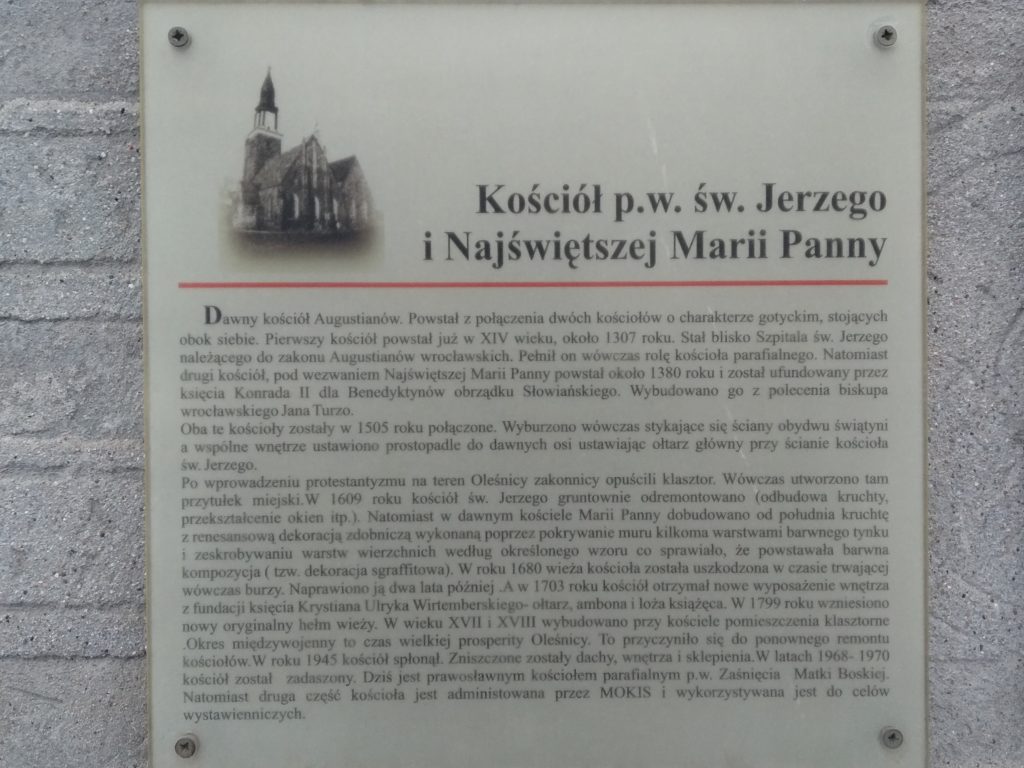 Kościół p.w. św. Jerzego
i Najświętszej Marii Panny
Dawny kościół Augustianów. Powstał z połączenia dwóch kościołów o charakterze gotyckim, stojących
obok siebie. Pierwszy kościół powstał już w XIV wieku, około 1307 roku. Stał blisko Szpitala św. Jerzego
należącego do zakonu Augustianów wrocławskich. Pełnił on wówczas rolę kościoła parafialnego. Natomiast
drugi kościół, pod wezwaniem Najświętszej Marii Panny powstał około 1380 roku i został ufundowany przez
księcia Konrada II dla Benedyktynów obrządku Słowiańskiego. Wybudowano go z polecenia biskupa
wrocławskiego Jana Turzo.
Oba te kościoły zostały w 1505 roku połączone. Wyburzono wówczas stykające się ściany obydwu świątyni
a wspólne wnętrze ustawiono prostopadle do dawnych osi ustawiając ołtarz główny przy ścianie kościoła
św. Jerzego.
Po wprowadzeniu protestantyzmu na teren Oleśnicy zakonnicy opuścili klasztor. Wówczas utworzono tam
przytułek miejski.W 1609 roku kościół św. Jerzego gruntownie odremontowano (odbudowa kruchty,
przekształcenie okien itp.). Natomiast w dawnym kościele Marii Panny dobudowano od południa kruchtę
z renesansową dekoracją zdobniczą wykonaną poprzez pokrywanie muru kilkoma warstwami barwnego tynku
i zeskrobywaniu warstw wierzchnich według określonego wzoru co sprawiało, że powstawała barwna
kompozycja ( tzw. dekoracja sgraffitowa). W roku 1680 wieża kościoła została uszkodzona w czasie trwającej
wówczas burzy. Naprawiono ją dwa lata później .A w 1703 roku kościół otrzymał nowe wyposażenie wnętrza
z fundacji księcia Krystiana Ulryka Wirtemberskiego- ołtarz, ambona i loża książęca. W 1799 roku wzniesiono
nowy oryginalny hełm wieży. W wieku XVII i XVIII wybudowano przy kościele pomieszczenia klasztorne
.Okres międzywojenny to czas wielkiej prosperity Oleśnicy. To przyczyniło się do ponownego remontu
kościołów.W roku 1945 kościół spłonął. Zniszczone zostały dachy, wnętrza i sklepienia.W latach 1968- 1970
kościół został zadaszony. Dziś jest prawosławnym kościołem parafialnym p.w. Zaśnięcia Matki Boskiej.
Natomiast druga część kościoła jest administowana przez MOKIS i wykorzystywana jest do celów
wystawienniczych.